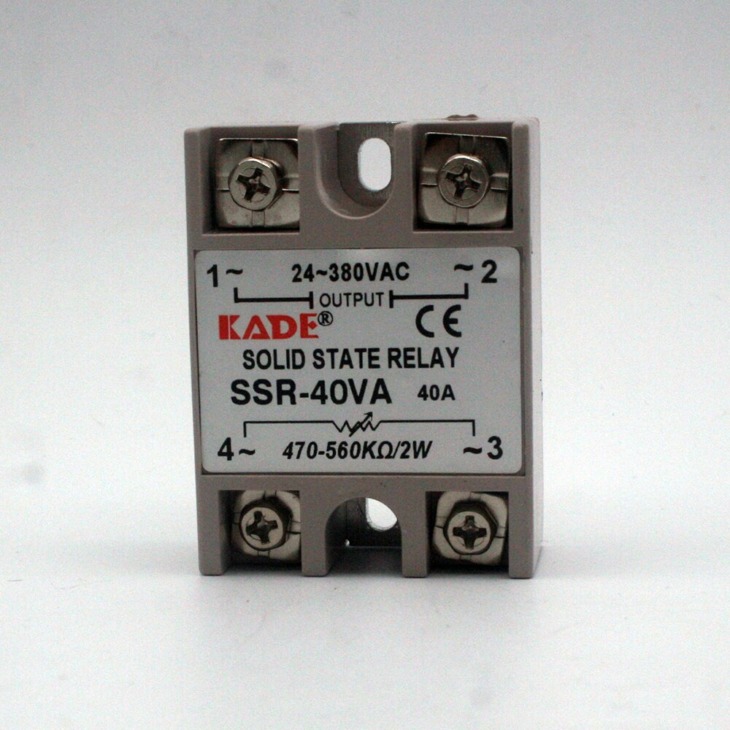 1~ 24~380VAC ~2
OUTPUT
KADE® CE
SOLID STATE RELAY
SSR-40VA 40A
4~ 470-560KΩ/2W ~3